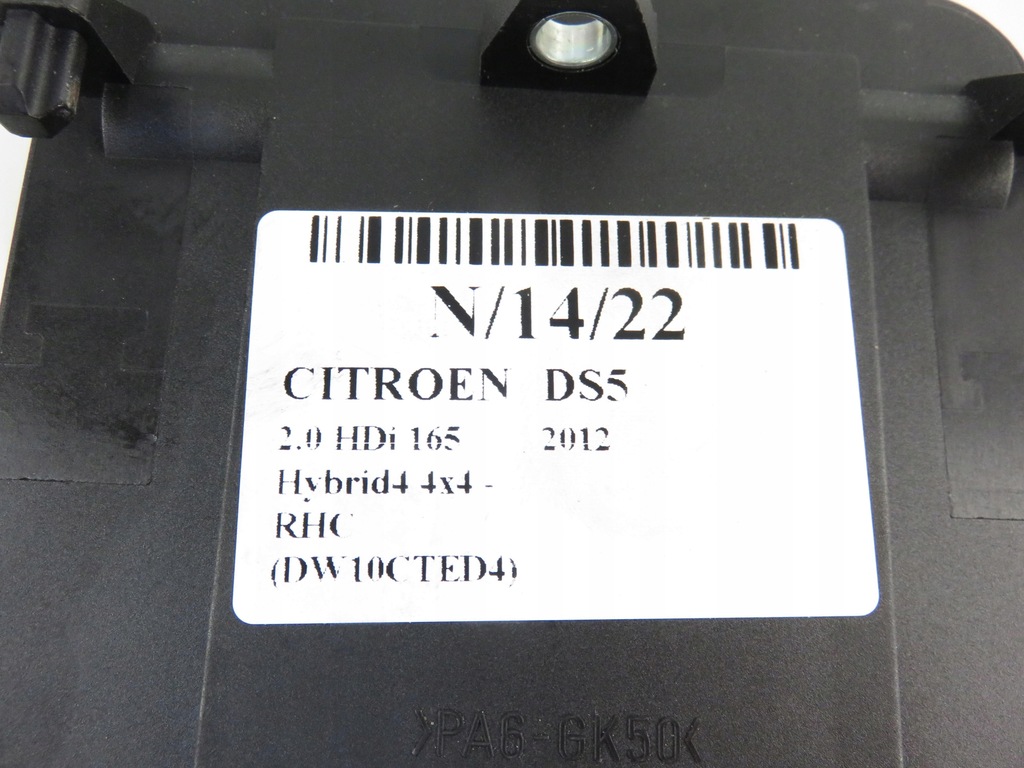 N/14/22
CITROEN DS5
2.0 HDi 165 2012
Hybrid4 4x4 -
RHC
(DW10CTED4)
>PA6-GK50<